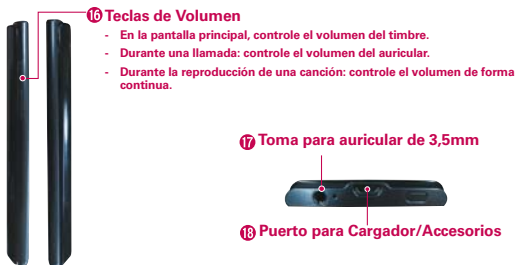 16 Teclas de Volumen
- En la pantalla principal, controle el volumen del timbre.
- Durante una llamada: controle el volumen del auricular.
- Durante la reproducción de una canción: controle el volumen de forma
continua.
17 Toma para auricular de 3,5mm
18 Puerto para Cargador/Accesorios